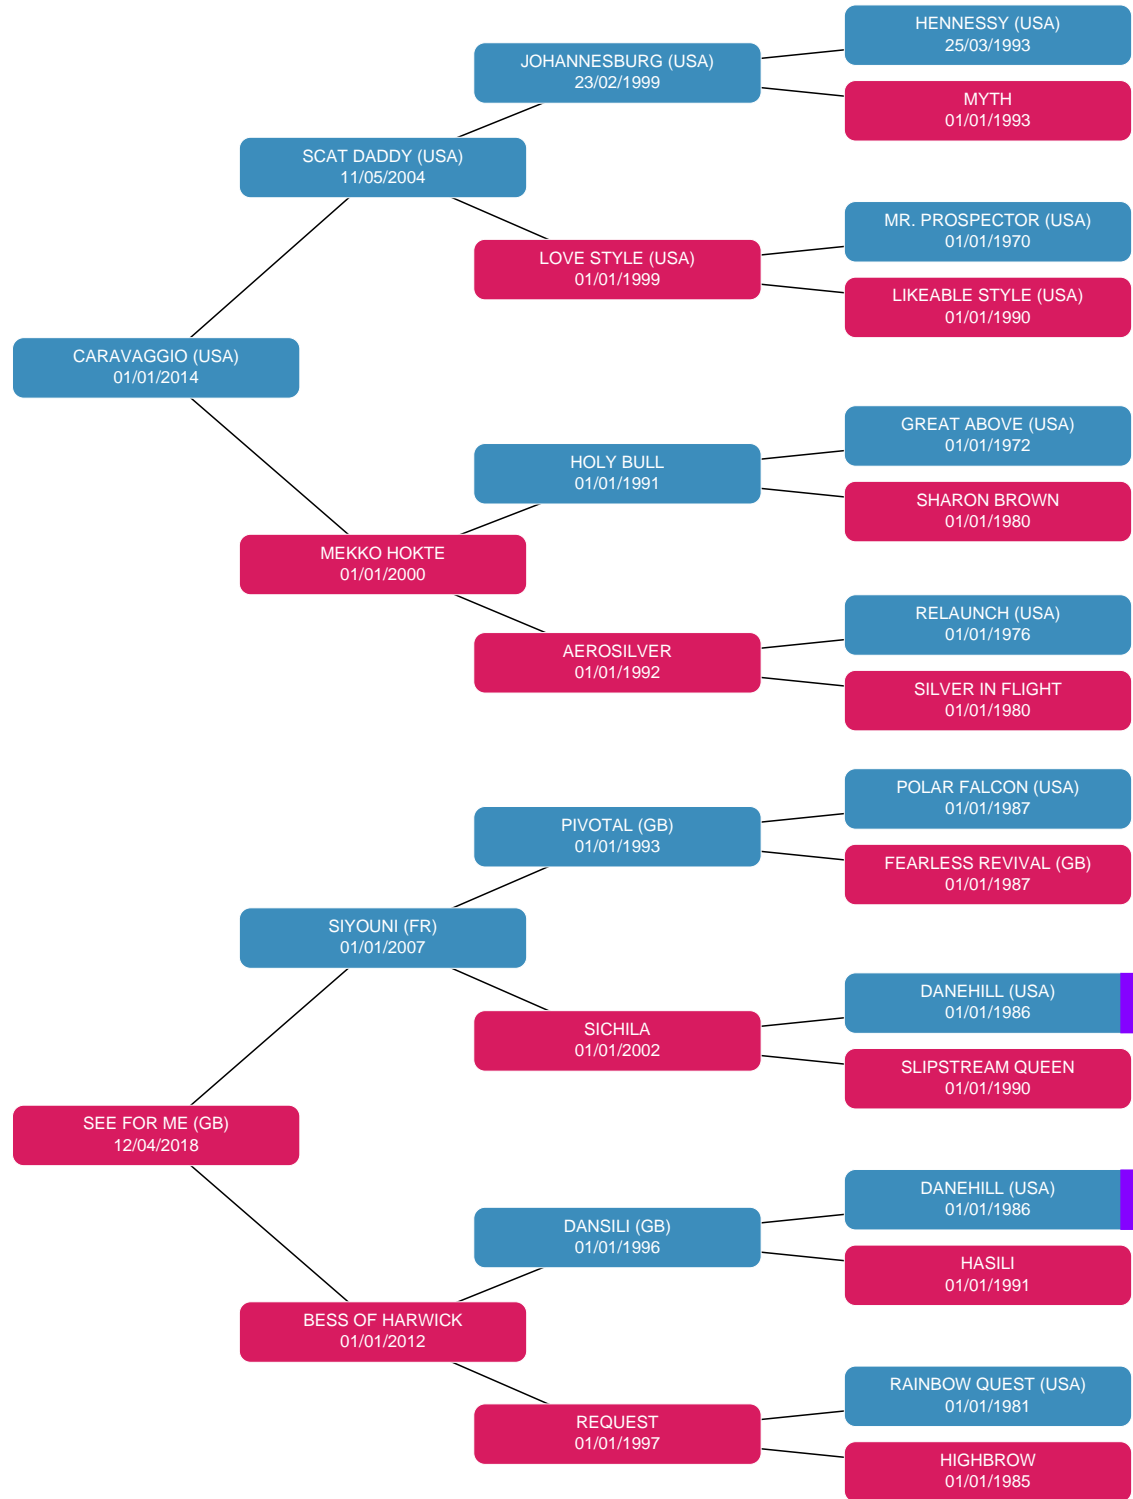 HENNESSY (USA)
25/03/1993
JOHANNESBURG (USA)
23/02/1999
MYTH
01/01/1993
SCAT DADDY (USA)
11/05/2004
MR. PROSPECTOR (USA)
01/01/1970
LOVE STYLE (USA)
01/01/1999
LIKEABLE STYLE (USA)
01/01/1990
CARAVAGGIO (USA)
01/01/2014
GREAT ABOVE (USA)
01/01/1972
HOLY BULL
01/01/1991
SHARON BROWN
01/01/1980
MEKKO HOKTE
01/01/2000
RELAUNCH (USA)
01/01/1976
AEROSILVER
01/01/1992
SILVER IN FLIGHT
01/01/1980
POLAR FALCON (USA)
01/01/1987
PIVOTAL (GB)
01/01/1993
FEARLESS REVIVAL (GB)
01/01/1987
SIYOUNI (FR)
01/01/2007
DANEHILL (USA)
01/01/1986
SICHILA
01/01/2002
SLIPSTREAM QUEEN
01/01/1990
SEE FOR ME (GB)
12/04/2018
DANEHILL (USA)
01/01/1986
DANSILI (GB)
01/01/1996
HASILI
01/01/1991
BESS OF HARWICK
01/01/2012
RAINBOW QUEST (USA)
01/01/1981
REQUEST
01/01/1997
HIGHBROW
01/01/1985